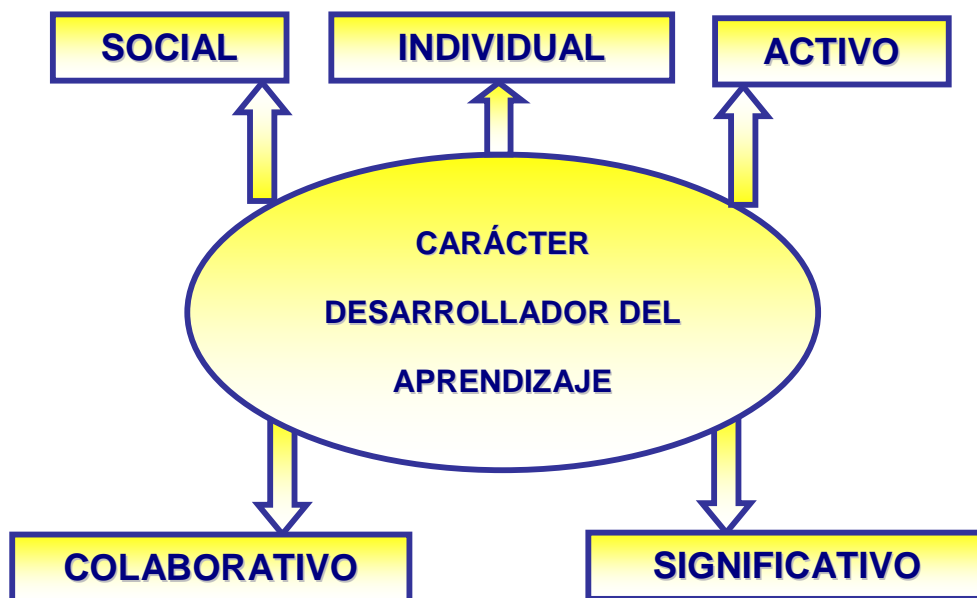 SOCIAL
INDIVIDUAL
ACTIVO
CARÁCTER
DESARROLLADOR DEL
APRENDIZAJE
COLABORATIVO
SIGNIFICATIVO